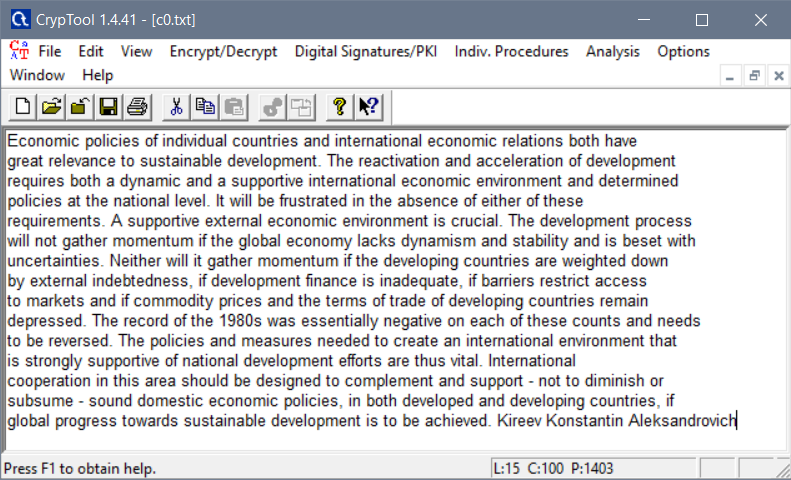 CrypTool 1.4.41 - [c0.txt]
File Edit View Encrypt/Decrypt Digital Signatures/PKI Indiv. Procedures Analysis Options
Window Help
Economic policies of individual countries and international economic relations both have
great relevance to sustainable development. The reactivation and acceleration of development
requires both a dynamic and a supportive international economic environment and determined
policies at the national level. It will be frustrated in the absence of either of these
requirements. A supportive external economic environment is crucial. The development process
will not gather momentum if the global economy lacks dynamism and stability and is beset with
uncertainties. Neither will it gather momentum if the developing countries are weighted down
by external indebtedness, if development finance is inadequate, if barriers restrict access
to markets and if commodity prices and the terms of trade of developing countries remain
depressed. The record of the 1980s was essentially negative on each of these counts and needs
to be reversed. The policies and measures needed to create an international environment that
is strongly supportive of national development efforts are thus vital. International
cooperation in this area should be designed to complement and support - not to diminish or
subsume - sound domestic economic policies, in both developed and developing countries, if
global progress towards sustainable development is to be achieved. Kireev Konstantin Aleksandrovich
Press F1 to obtain help. L:15 C:100 P:1403